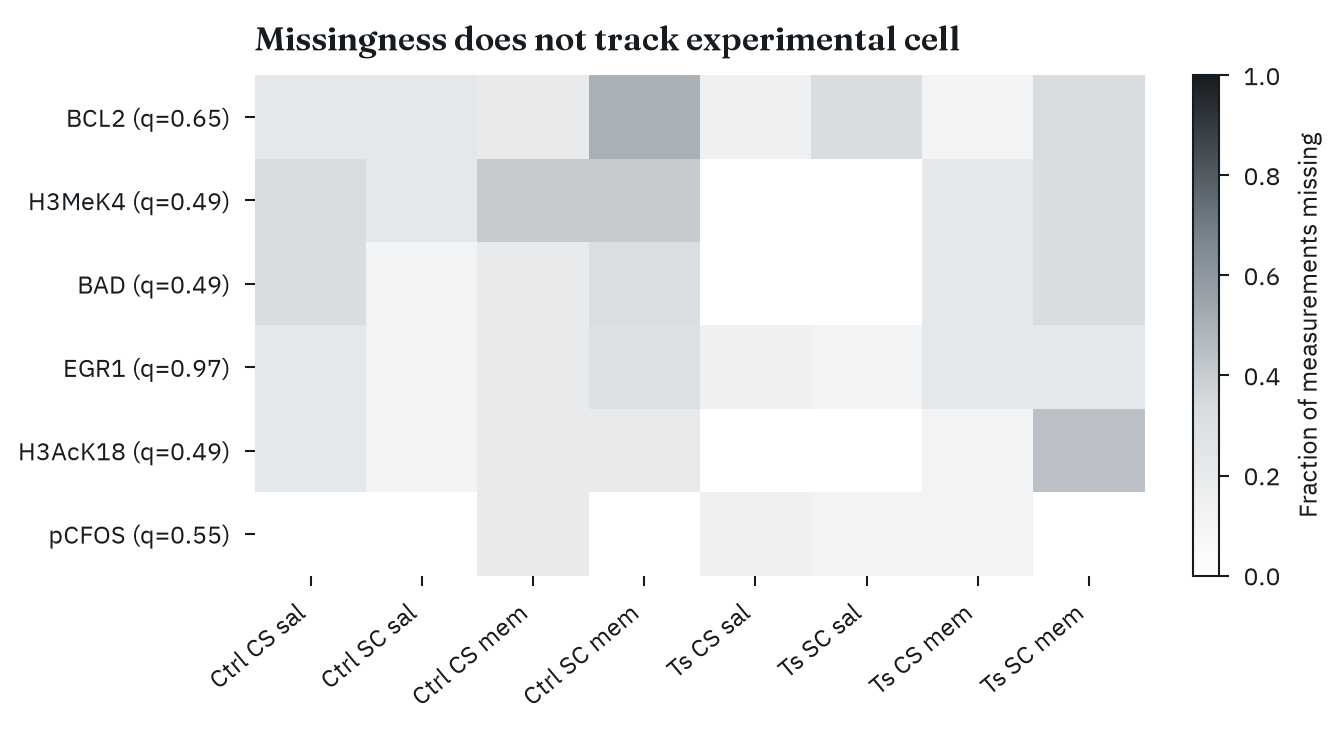 Missingness does not track experimental cell
BCL2 (q=0.65)
H3MeK4 (q=0.49)
BAD (q=0.49)
EGR1 (q=0.97)
H3AcK18 (q=0.49)
pCFOS (q=0.55)
Ctrl CS sal
Ctrl SC sal
Ctrl CS mem
Ctrl SC mem
Ts CS sal
Ts SC sal
Ts CS mem
Ts SC mem
1.0
0.8
0.6
0.4
0.2
0.0
Fraction of measurements missing